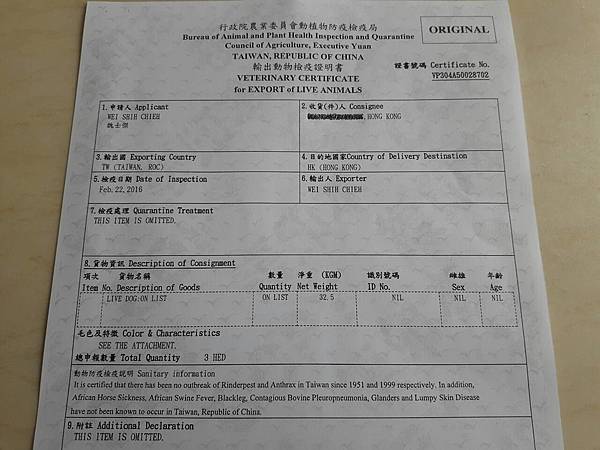 行政院農業委員會動植物防疫檢疫局
Bureau of Animal and Plant Health Inspection and Quarantine
Council of Agriculture, Executive Yuan
TAIWAN, REPUBLIC OF CHINA
輸出動物檢疫證明書
VETERINARY CERTIFICATE
for EXPORT of LIVE ANIMALS
ORIGINAL
證書號碼 Certificate No.
VP304A50028702
1.申請人 Applicant
WEI SHIH CHIEH
魏士傑
2.收貨(件)人 Consignee
,HONG KONG
3.輸出國 Exporting Country
TW (TAIWAN, ROC)
4.目的地國家Country of Delivery Destination
HK (HONG KONG)
5.檢疫日期 Date of Inspection
Feb. 22, 2016
6.輸出人 Exporter
WEI SHIH CHIEH
7.檢疫處理 Quarantine Treatment
THIS ITEM IS OMITTED.
8.貨物資訊 Description of Consignment
項次 貨物名稱 數量 淨重 (KGM) 識別號碼 雌雄 年齡
Item No. Description of Goods Quantity Net Weight ID No. Sex Age
LIVE DOG:ON LIST ON LIST 32.5 NIL NIL NIL
毛色及特徵 Color & Characteristics
SEE THE ATTACHMENT.
總申報數量 Total Quantity 3 HED
動物防疫檢疫說明 Sanitary information
It is certified that there has been no outbreak of Rinderpest and Anthrax in Taiwan since 1951 and 1999 respectively. In addition,
African Horse Sickness, African Swine Fever, Blackleg, Contagious Bovine Pleuropneumonia, Glanders and Lumpy Skin Disease
have not been known to occur in Taiwan, Republic of China.
9.附註 Additional Declaration
THIS ITEM IS OMITTED.